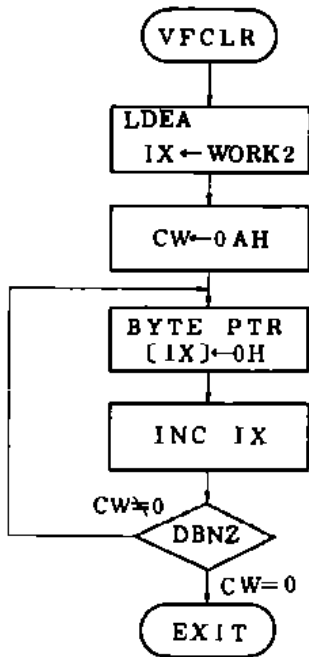 VFCLR
LDEA
IX←WORK2
CW←0AH
BYTE PTR
[IX]←0H
INC IX
CW≠0
DBNZ
CW=0
EXIT